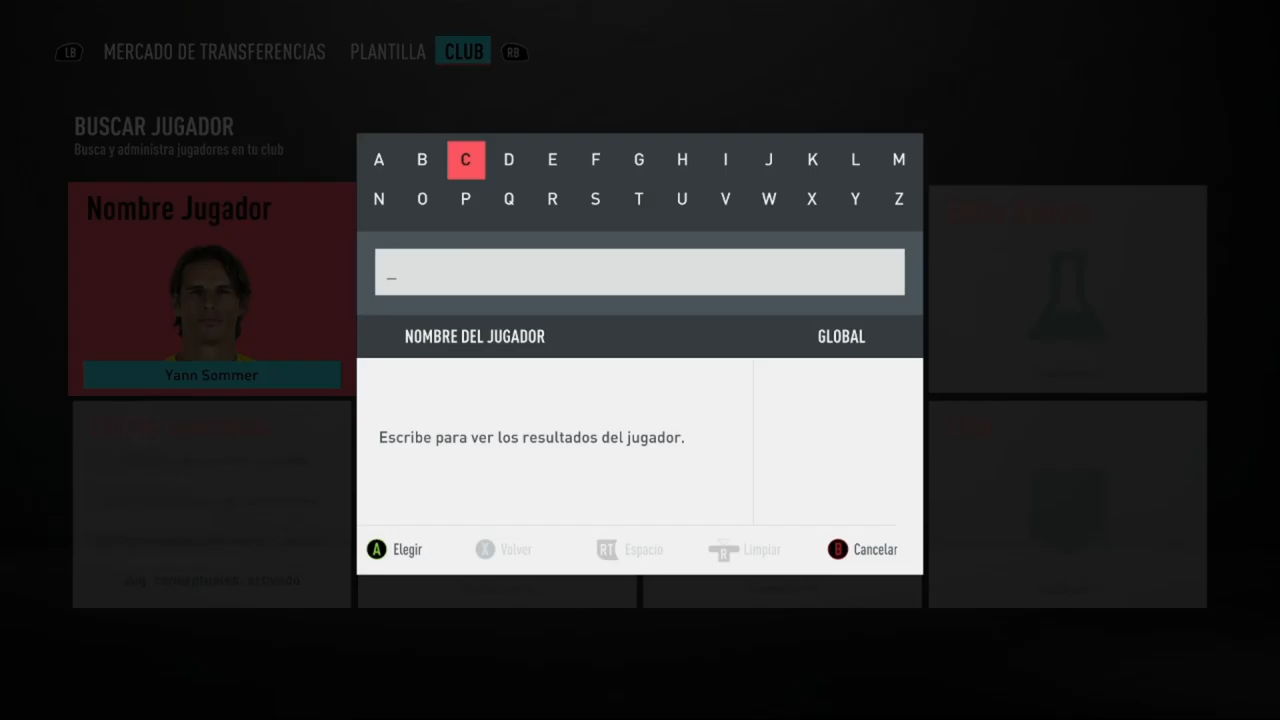 LB MERCADO DE TRANSFERENCIAS PLANTILLA CLUB RB
BUSCAR JUGADOR
Busca y administra jugadores en tu club
Nombre Jugador
Yann Sommer
A B C D E F G H I J K L M
N O P Q R S T U V W X Y Z
_
NOMBRE DEL JUGADOR GLOBAL
Escribe para ver los resultados del jugador.
A Elegir X Volver RT Espacio R Limpiar B Cancelar